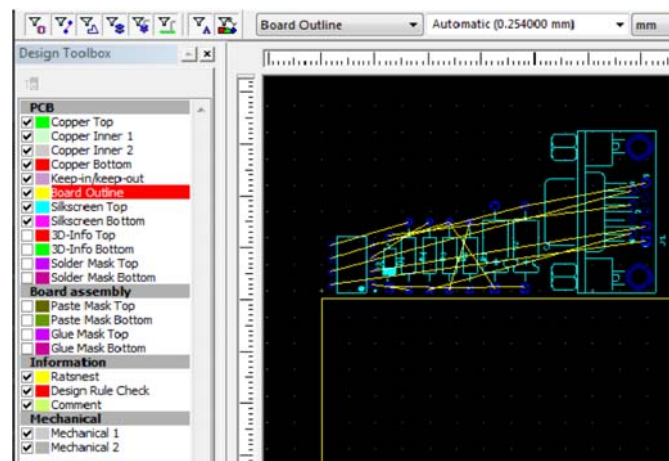 Board Outline
Automatic (0.254000 mm)
mm
Design Toolbox
PCB
Copper Top
Copper Inner 1
Copper Inner 2
Copper Bottom
Keep-in/keep-out
Board Outline
Silkscreen Top
Silkscreen Bottom
3D-Info Top
3D-Info Bottom
Solder Mask Top
Solder Mask Bottom
Board assembly
Paste Mask Top
Paste Mask Bottom
Glue Mask Top
Glue Mask Bottom
Information
Ratsnest
Design Rule Check
Comment
Mechanical
Mechanical 1
Mechanical 2